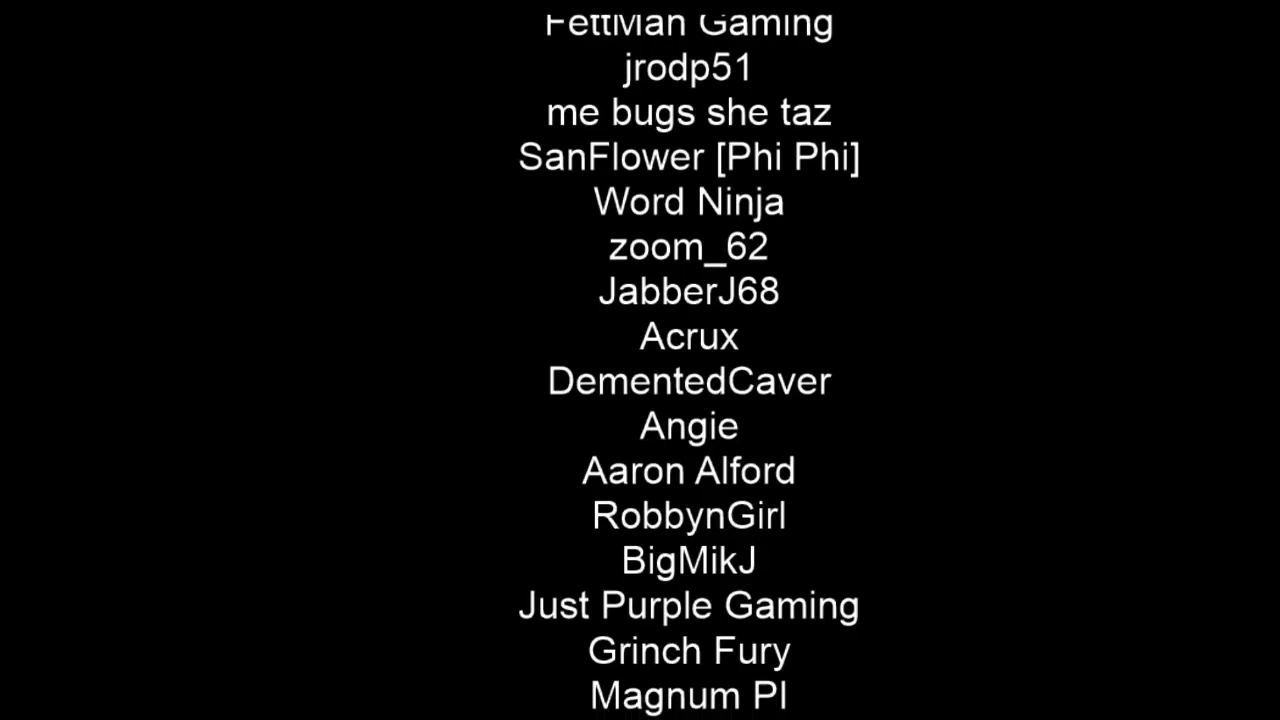 FettMan Gaming
jrodp51
me bugs she taz
SanFlower [Phi Phi]
Word Ninja
zoom_62
JabberJ68
Acrux
DementedCaver
Angie
Aaron Alford
RobbynGirl
BigMikJ
Just Purple Gaming
Grinch Fury
Magnum PI